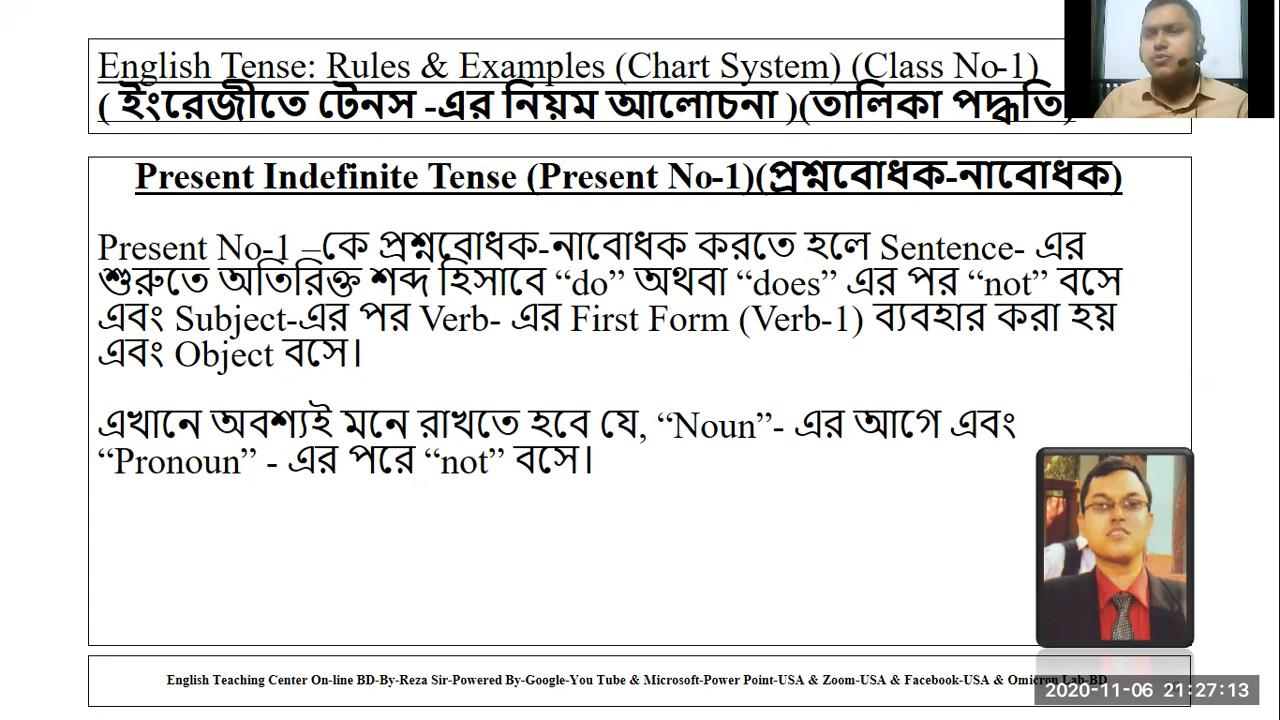 English Tense: Rules & Examples (Chart System) (Class No-1)
( ইংরেজীতে টেনস -এর নিয়ম আলোচনা )(তালিকা পদ্ধতি)
Present Indefinite Tense (Present No-1)(প্রশ্নবোধক-নাবোধক)
Present No-1 –কে প্রশ্নবোধক-নাবোধক করতে হলে Sentence- এর
শুরুতে অতিরিক্ত শব্দ হিসাবে “do” অথবা “does” এর পর “not” বসে
এবং Subject-এর পর Verb- এর First Form (Verb-1) ব্যবহার করা হয়
এবং Object বসে।
এখানে অবশ্যই মনে রাখতে হবে যে, “Noun”- এর আগে এবং
“Pronoun” - এর পরে “not” বসে।
English Teaching Center On-line BD-By-Reza Sir-Powered By-Google-You Tube & Microsoft-Power Point-USA & Zoom-USA & Facebook-USA & Omicron Lab-BD
2020-11-06 21:27:13